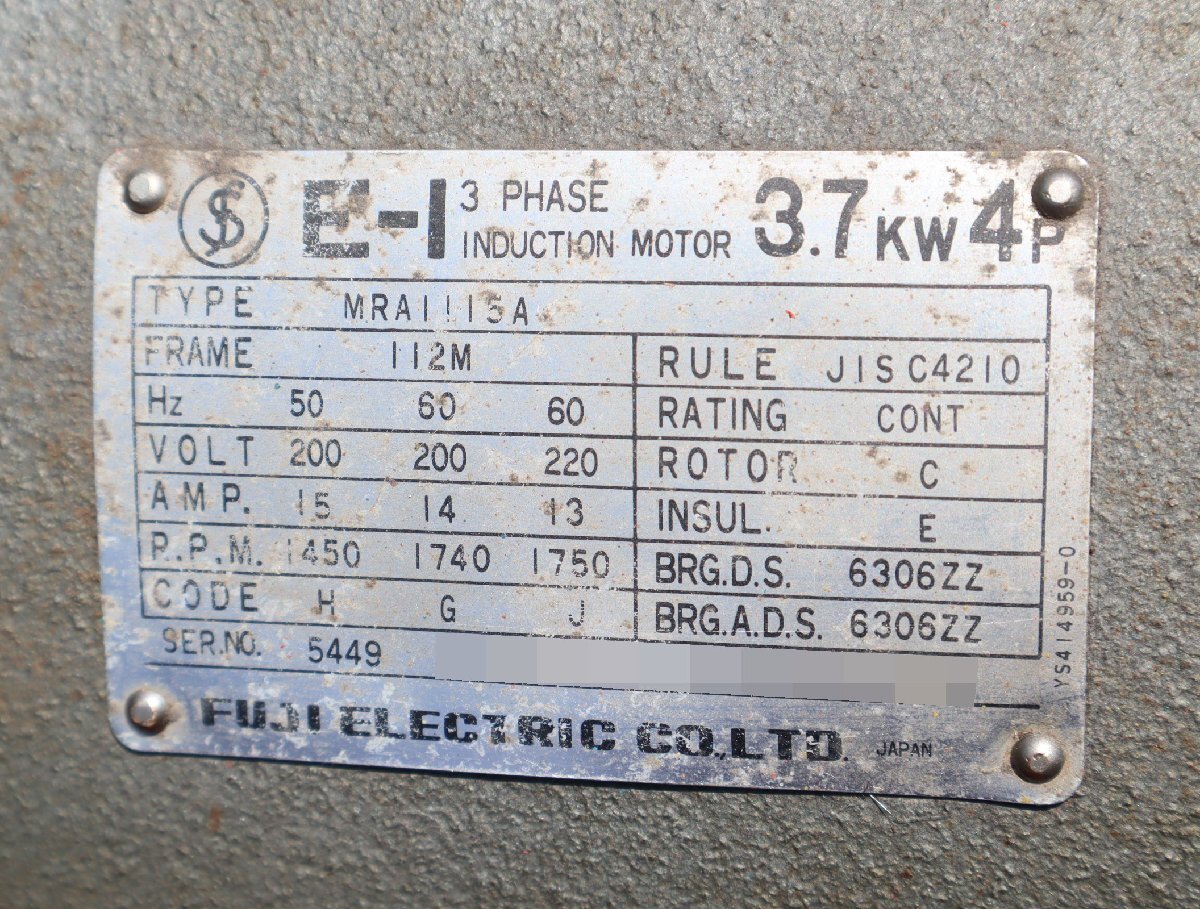 E-1 3 PHASE INDUCTION MOTOR 3.7KW 4P
TYPE MRA1115A
FRAME 112M
RULE JIS C4210
Hz 50 60 60
RATING CONT
VOLT 200 200 220
ROTOR C
AMP. 15 14 13
INSUL. E
R.P.M. 1450 1740 1750
BRG.D.S. 6306ZZ
CODE H G J
BRG.A.D.S. 6306ZZ
SER.NO. 5449
YS414959-0
FUJI ELECTRIC CO.,LTD. JAPAN